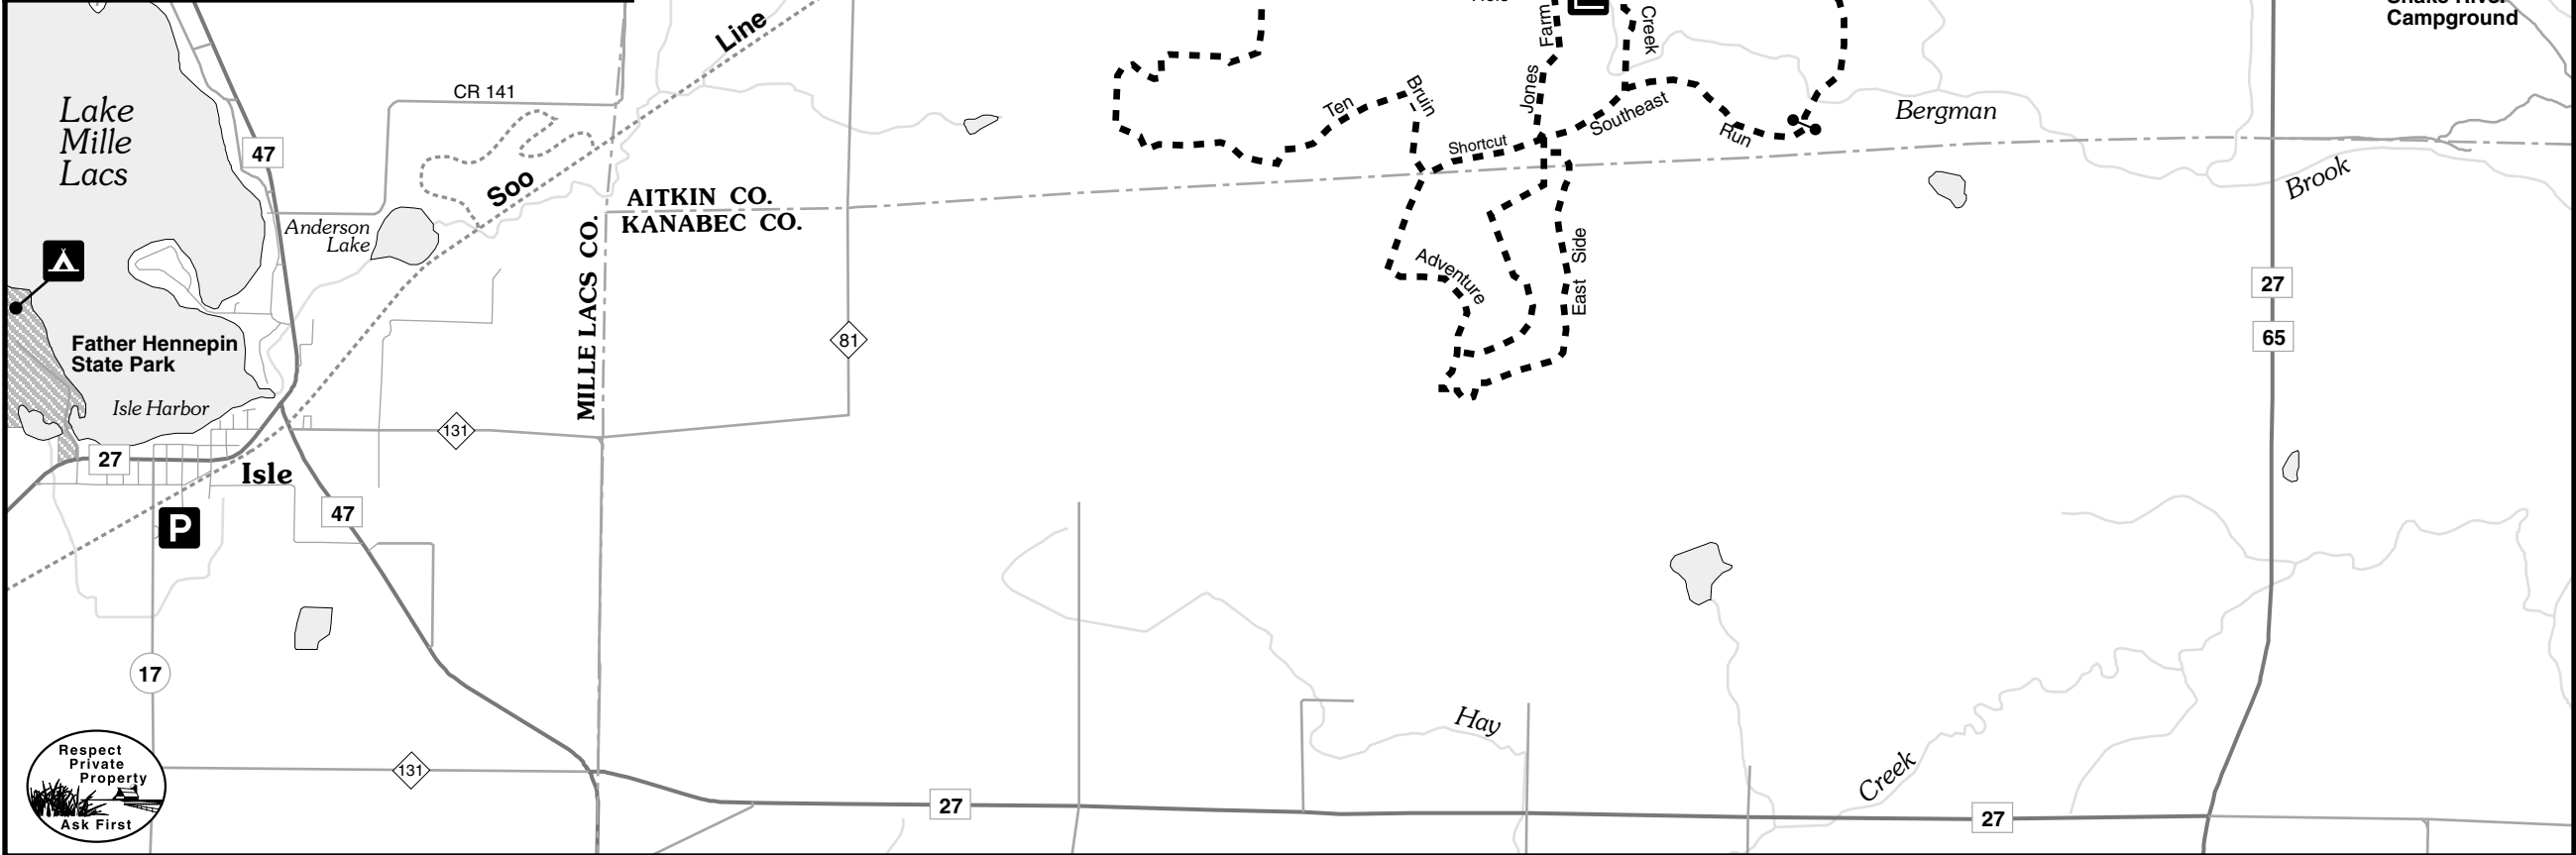 Line
Farm
Creek
Campground
CR 141
Lake
Mille
Lacs
47
Ten
Bruin
Jones
Southeast
Run
Bergman
Shortcut
Soo
Brook
AITKIN CO.
KANABEC CO.
Anderson
Lake
MILLE LACS CO.
Adventure
East Side
27
65
81
Father Hennepin
State Park
Isle Harbor
131
27
Isle
47
P
17
Hay
Creek
Respect
Private
Property
Ask First
131
27
27